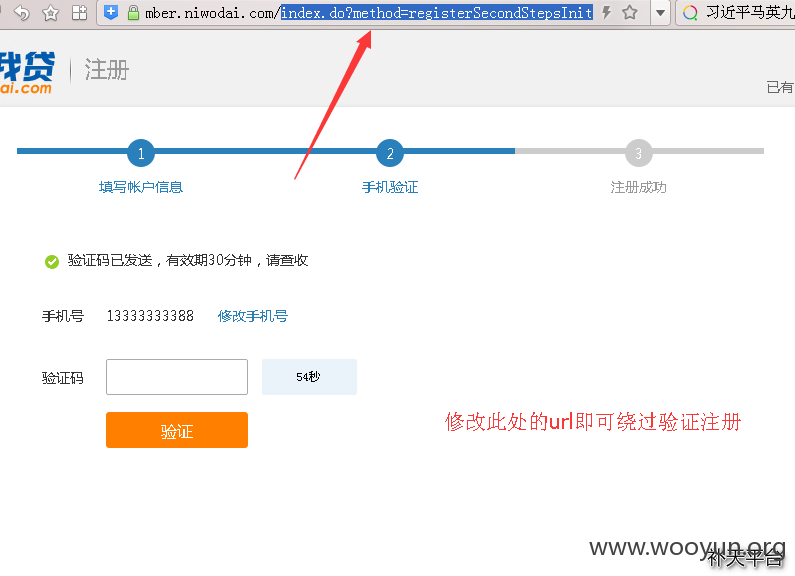 mber.niwodai.com/index.do?method=registerSecondStepsInit
习近平马英九
我贷 注册
ai.com
已有
1 2 3
填写帐户信息 手机验证 注册成功
验证码已发送，有效期30分钟，请查收
手机号 13333333388 修改手机号
验证码 54秒
验证
修改此处的url即可绕过验证注册
www.wooyun.org
补天平台